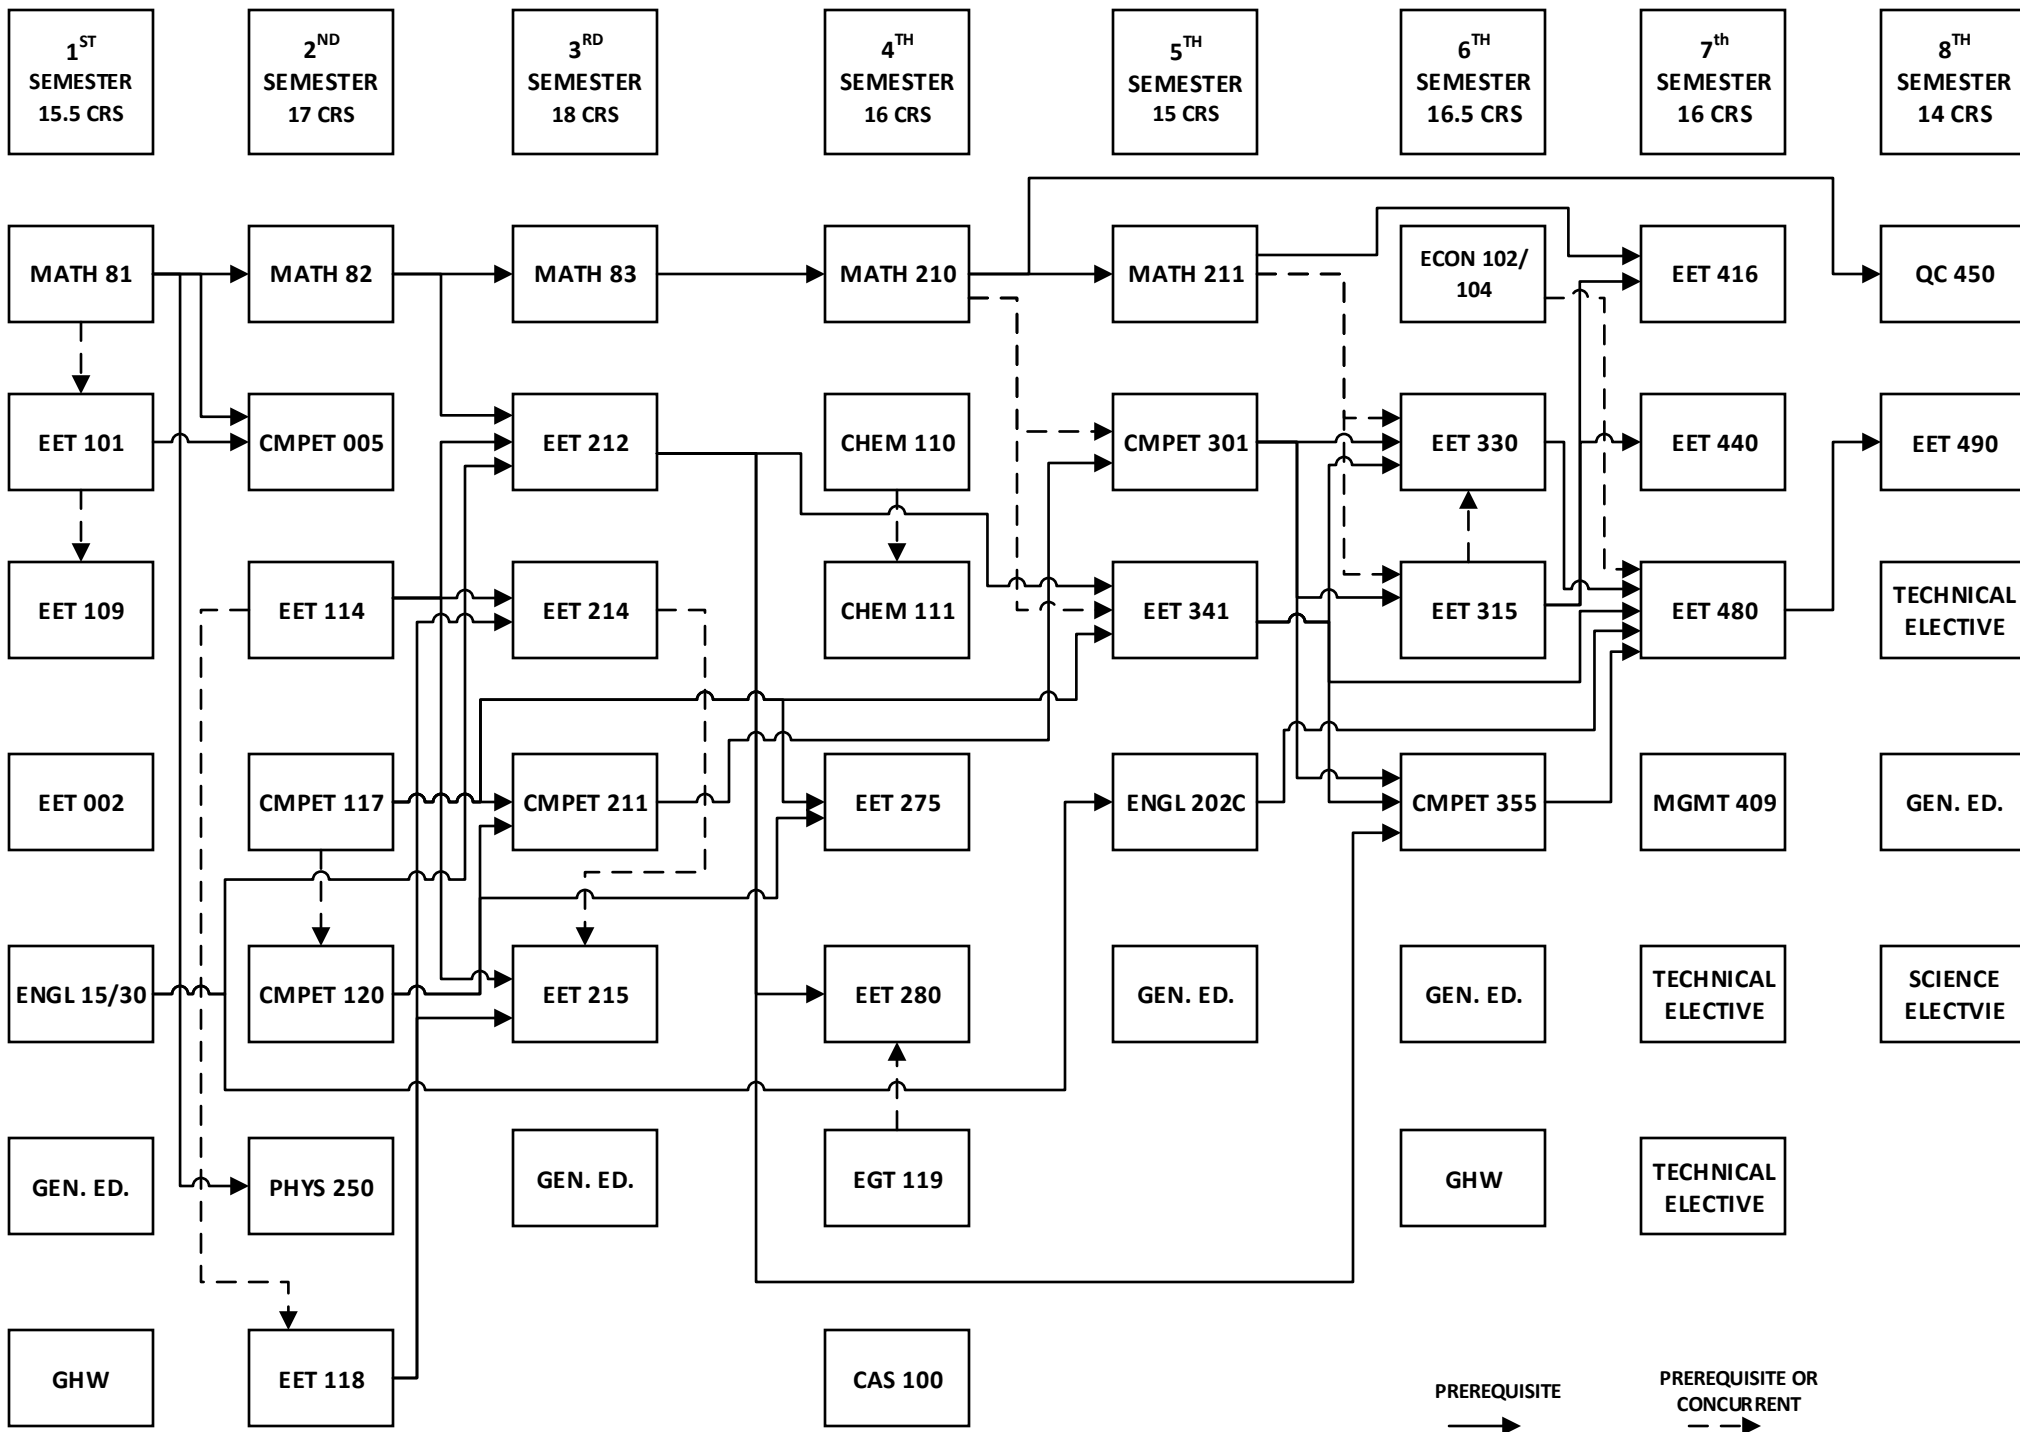 1ST
SEMESTER
15.5 CRS
2ND
SEMESTER
17 CRS
3RD
SEMESTER
18 CRS
4TH
SEMESTER
16 CRS
5TH
SEMESTER
15 CRS
6TH
SEMESTER
16.5 CRS
7th
SEMESTER
16 CRS
8TH
SEMESTER
14 CRS
MATH 81
MATH 82
MATH 83
MATH 210
MATH 211
ECON 102/
104
EET 416
QC 450
EET 101
CMPET 005
EET 212
CHEM 110
CMPET 301
EET 330
EET 440
EET 490
EET 109
EET 114
EET 214
CHEM 111
EET 341
EET 315
EET 480
TECHNICAL
ELECTIVE
EET 002
CMPET 117
CMPET 211
EET 275
ENGL 202C
CMPET 355
MGMT 409
GEN. ED.
ENGL 15/30
CMPET 120
EET 215
EET 280
GEN. ED.
GEN. ED.
TECHNICAL
ELECTIVE
SCIENCE
ELECTVIE
GEN. ED.
PHYS 250
GEN. ED.
EGT 119
GHW
TECHNICAL
ELECTIVE
GHW
EET 118
CAS 100
PREREQUISITE
PREREQUISITE OR
CONCURRENT